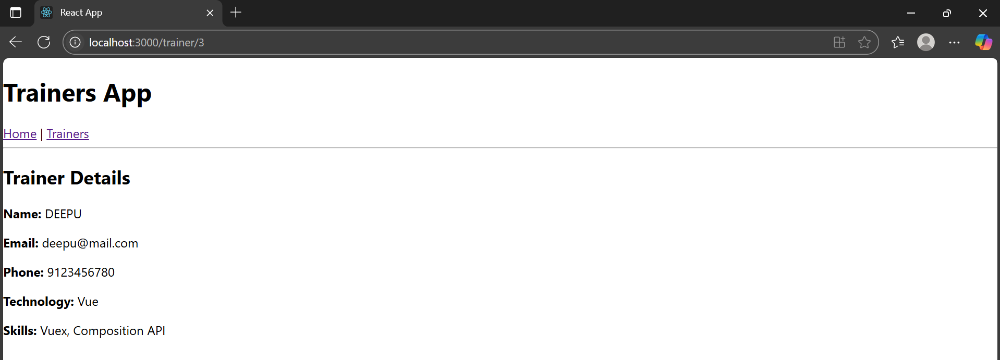 React App
localhost:3000/trainer/3
Trainers App
Home | Trainers
Trainer Details
Name: DEEPU
Email: deepu@mail.com
Phone: 9123456780
Technology: Vue
Skills: Vuex, Composition API